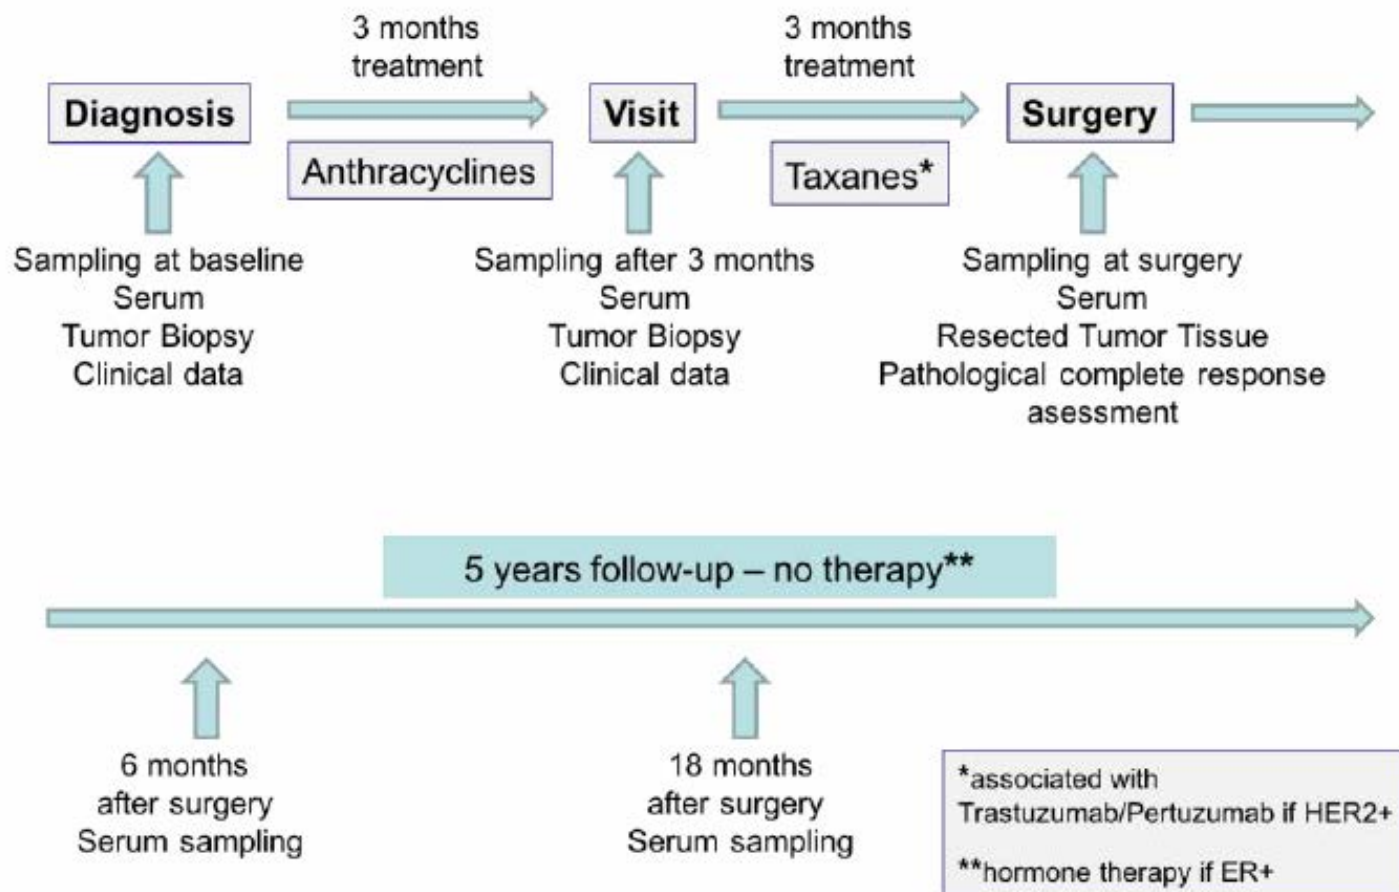 3 months
treatment
3 months
treatment
Diagnosis
Visit
Surgery
Anthracyclines
Taxanes*
Sampling at baseline
Serum
Tumor Biopsy
Clinical data
Sampling after 3 months
Serum
Tumor Biopsy
Clinical data
Sampling at surgery
Serum
Resected Tumor Tissue
Pathological complete response
asessment
5 years follow-up – no therapy**
6 months
after surgery
Serum sampling
18 months
after surgery
Serum sampling
*associated with
Trastuzumab/Pertuzumab if HER2+
**hormone therapy if ER+